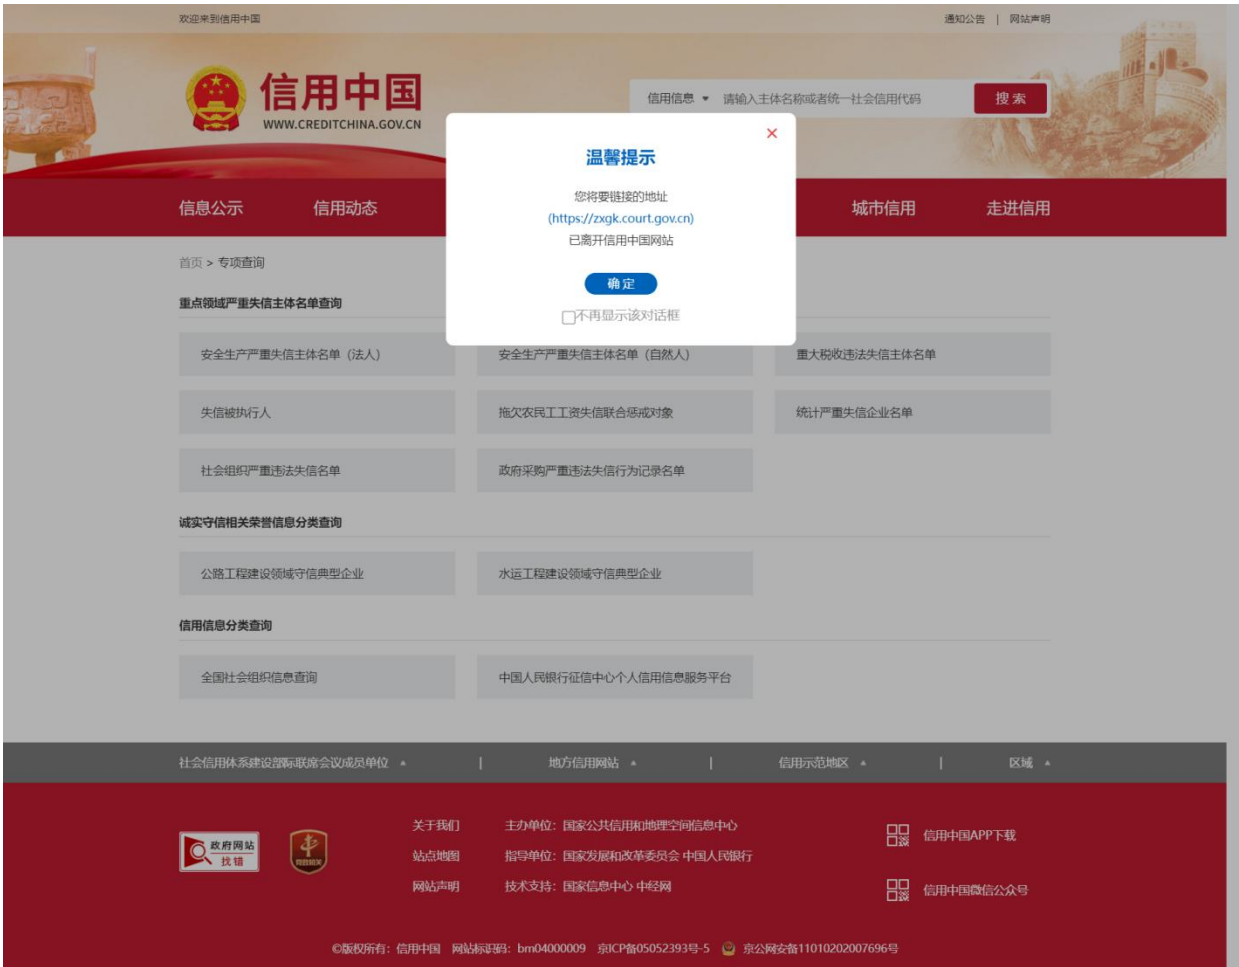 欢迎来到信用中国
通知公告 | 网站声明
信用中国
WWW.CREDITCHINA.GOV.CN
信用信息 请输入主体名称或者统一社会信用代码 搜索
温馨提示
您将要链接的地址
(https://zxgk.court.gov.cn)
已离开信用中国网站
确定
不再显示该对话框
信息公示 信用动态 城市信用 走进信用
首页 > 专项查询
重点领域严重失信主体名单查询
安全生产严重失信主体名单（法人） 安全生产严重失信主体名单（自然人） 重大税收违法失信主体名单
失信被执行人 拖欠农民工工资失信联合惩戒对象 统计严重失信企业名单
社会组织严重违法失信名单 政府采购严重违法失信行为记录名单
诚实守信相关荣誉信息分类查询
公路工程建设领域守信典型企业 水运工程建设领域守信典型企业
信用信息分类查询
全国社会组织信息查询 中国人民银行征信中心个人信用信息服务平台
社会信用体系建设部际联席会议成员单位 | 地方信用网站 | 信用示范地区 | 区域
政府网站
找错
党政机关
关于我们 主办单位：国家公共信用和地理空间信息中心
站点地图 指导单位：国家发展和改革委员会 中国人民银行
网站声明 技术支持：国家信息中心 中经网
信用中国APP下载
信用中国微信公众号
©版权所有：信用中国 网站标识码：bm04000009 京ICP备05052393号-5 京公网安备11010202007696号